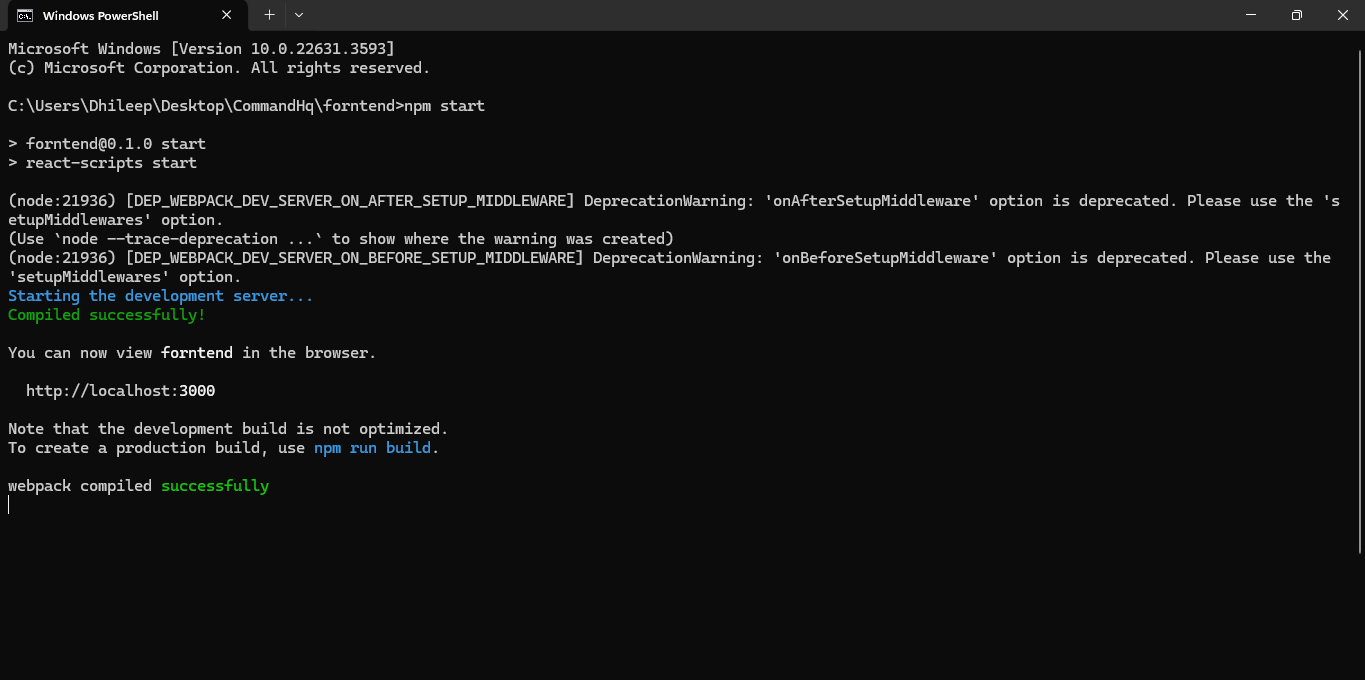 Windows PowerShell
Microsoft Windows [Version 10.0.22631.3593]
(c) Microsoft Corporation. All rights reserved.
C:\Users\Dhileep\Desktop\CommandHq\forntend>npm start
> forntend@0.1.0 start
> react-scripts start
(node:21936) [DEP_WEBPACK_DEV_SERVER_ON_AFTER_SETUP_MIDDLEWARE] DeprecationWarning: 'onAfterSetupMiddleware' option is deprecated. Please use the 's
etupMiddlewares' option.
(Use `node --trace-deprecation ...` to show where the warning was created)
(node:21936) [DEP_WEBPACK_DEV_SERVER_ON_BEFORE_SETUP_MIDDLEWARE] DeprecationWarning: 'onBeforeSetupMiddleware' option is deprecated. Please use the
'setupMiddlewares' option.
Starting the development server...
Compiled successfully!
You can now view forntend in the browser.
http://localhost:3000
Note that the development build is not optimized.
To create a production build, use npm run build.
webpack compiled successfully